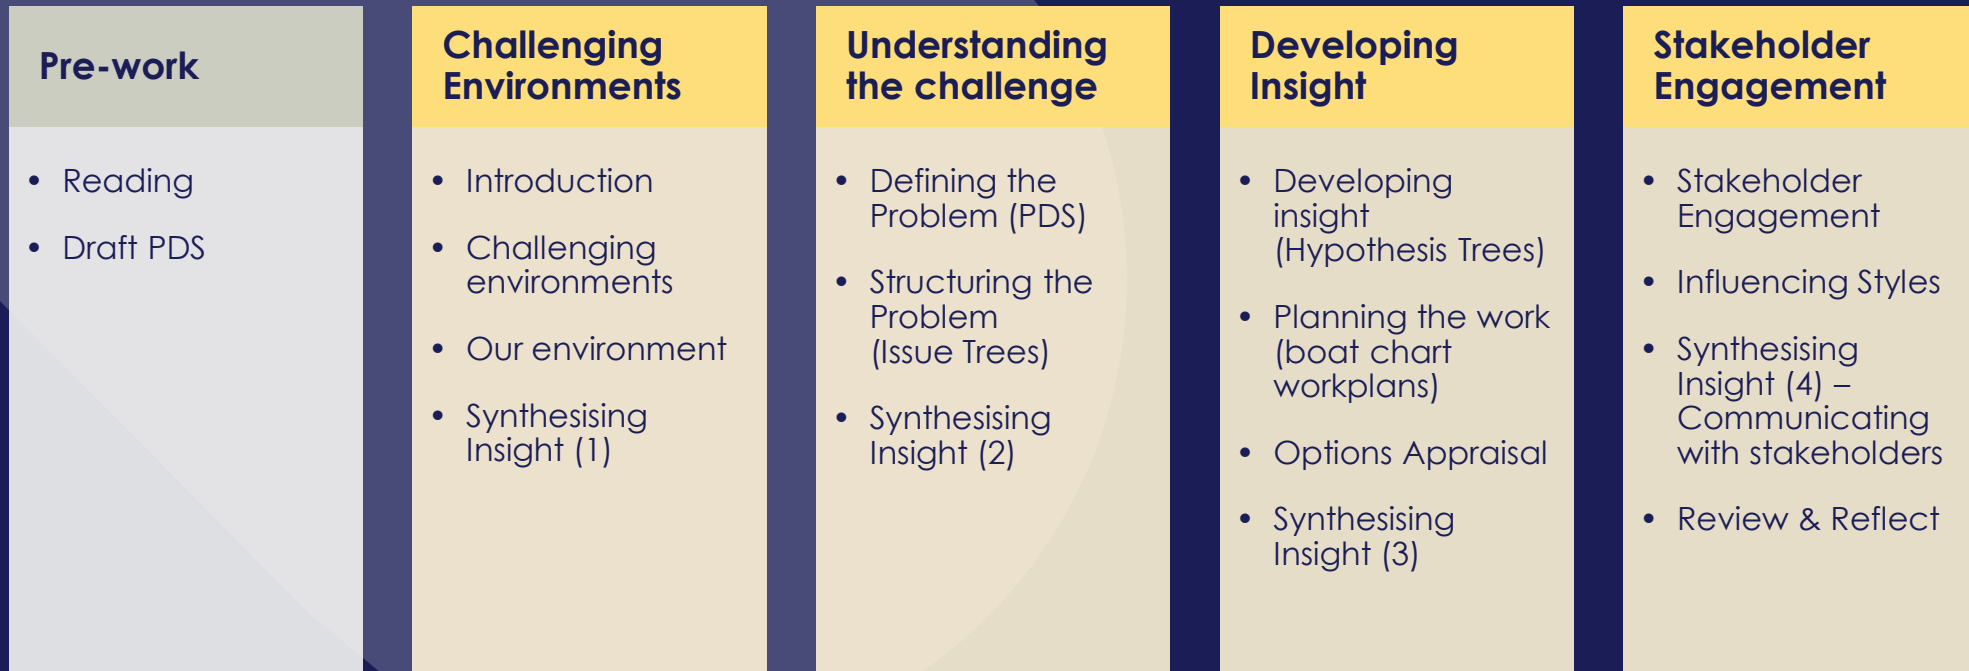 Pre-work
• Reading
• Draft PDS
Challenging
Environments
• Introduction
• Challenging
environments
• Our environment
• Synthesising
Insight (1)
Understanding
the challenge
• Defining the
Problem (PDS)
• Structuring the
Problem
(Issue Trees)
• Synthesising
Insight (2)
Developing
Insight
• Developing
insight
(Hypothesis Trees)
• Planning the work
(boat chart
workplans)
• Options Appraisal
• Synthesising
Insight (3)
Stakeholder
Engagement
• Stakeholder
Engagement
• Influencing Styles
• Synthesising
Insight (4) –
Communicating
with stakeholders
• Review & Reflect